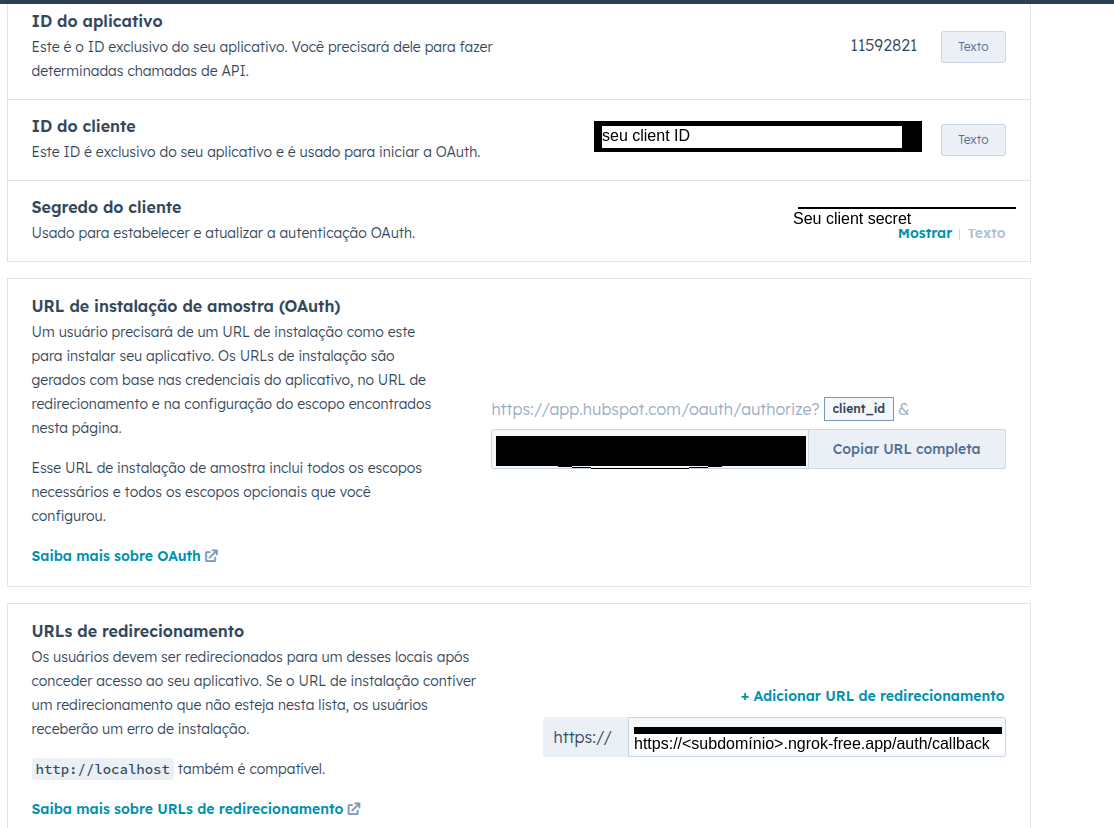 ID do aplicativo
Este é o ID exclusivo do seu aplicativo. Você precisará dele para fazer
determinadas chamadas de API.
11592821
Texto
ID do cliente
Este ID é exclusivo do seu aplicativo e é usado para iniciar a OAuth.
seu client ID
Texto
Segredo do cliente
Usado para estabelecer e atualizar a autenticação OAuth.
Seu client secret
Mostrar | Texto
URL de instalação de amostra (OAuth)
Um usuário precisará de um URL de instalação como este
para instalar seu aplicativo. Os URLs de instalação são
gerados com base nas credenciais do aplicativo, no URL de
redirecionamento e na configuração do escopo encontrados
nesta página.
Esse URL de instalação de amostra inclui todos os escopos
necessários e todos os escopos opcionais que você
configurou.
Saiba mais sobre OAuth
https://app.hubspot.com/oauth/authorize? client_id &
Copiar URL completa
URLs de redirecionamento
Os usuários devem ser redirecionados para um desses locais após
conceder acesso ao seu aplicativo. Se o URL de instalação contiver
um redirecionamento que não esteja nesta lista, os usuários
receberão um erro de instalação.
http://localhost também é compatível.
Saiba mais sobre URLs de redirecionamento
+ Adicionar URL de redirecionamento
https://
https://<subdomínio>.ngrok-free.app/auth/callback